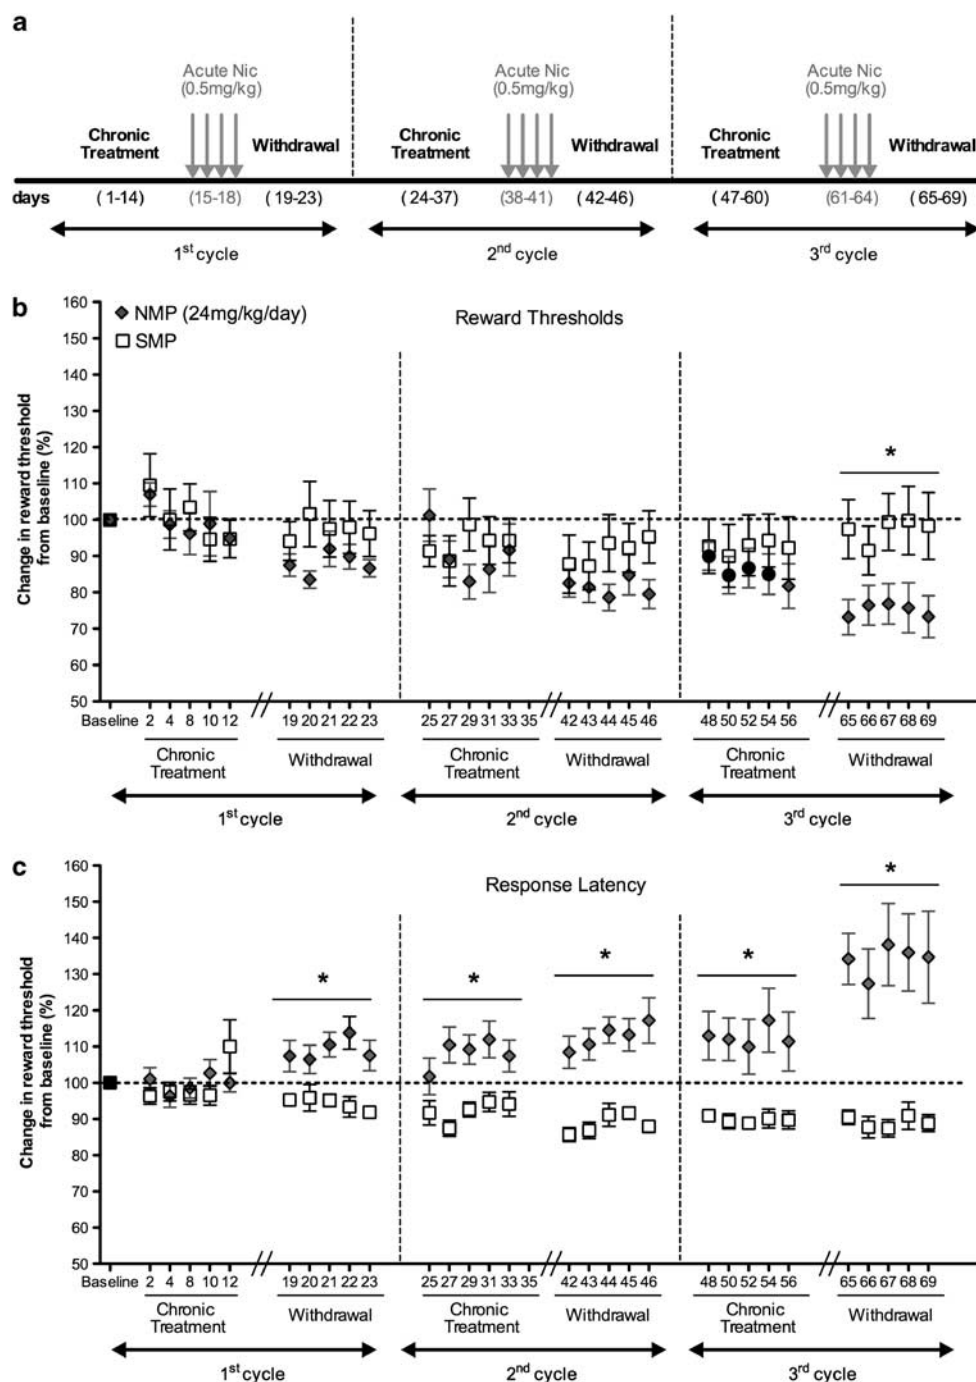 a
Acute Nic
(0.5mg/kg)
Acute Nic
(0.5mg/kg)
Acute Nic
(0.5mg/kg)
Chronic
Treatment
Withdrawal
Chronic
Treatment
Withdrawal
Chronic
Treatment
Withdrawal
days ( 1-14) (15-18) ( 19-23) (24-37) (38-41) ( 42-46) (47-60) (61-64) (65-69)
1st cycle 2nd cycle 3rd cycle
b
Reward Thresholds
NMP (24mg/kg/day)
SMP
Change in reward threshold
from baseline (%)
160
150
140
130
120
110
100
90
80
70
60
50
*
Baseline 2 4 8 10 12 // 19 20 21 22 23 25 27 29 31 33 35 // 42 43 44 45 46 48 50 52 54 56 // 65 66 67 68 69
Chronic
Treatment
Withdrawal
Chronic
Treatment
Withdrawal
Chronic
Treatment
Withdrawal
1st cycle 2nd cycle 3rd cycle
c
Response Latency
Change in reward threshold
from baseline (%)
160
150
140
130
120
110
100
90
80
70
60
50
* * * * *
Baseline 2 4 8 10 12 // 19 20 21 22 23 25 27 29 31 33 35 // 42 43 44 45 46 48 50 52 54 56 // 65 66 67 68 69
Chronic
Treatment
Withdrawal
Chronic
Treatment
Withdrawal
Chronic
Treatment
Withdrawal
1st cycle 2nd cycle 3rd cycle